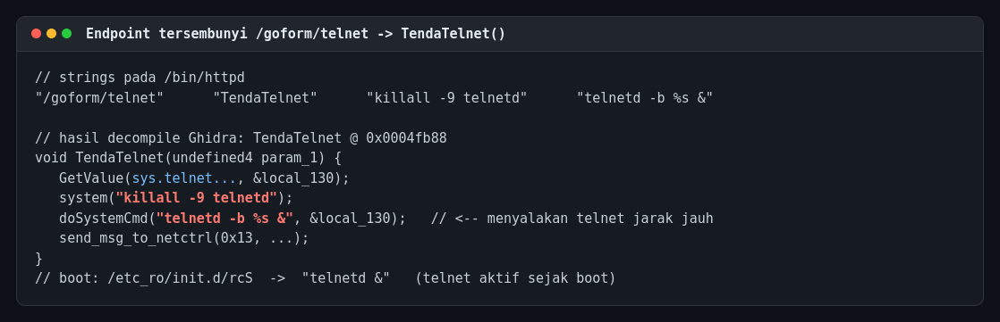 Endpoint tersembunyi /goform/telnet -> TendaTelnet()
// strings pada /bin/httpd
"/goform/telnet"      "TendaTelnet"      "killall -9 telnetd"      "telnetd -b %s &"
// hasil decompile Ghidra: TendaTelnet @ 0x0004fb88
void TendaTelnet(undefined4 param_1) {
   GetValue(sys.telnet..., &local_130);
   system("killall -9 telnetd");
   doSystemCmd("telnetd -b %s &", &local_130);   // <-- menyalakan telnet jarak jauh
   send_msg_to_netctrl(0x13, ...);
}
// boot: /etc_ro/init.d/rcS  ->  "telnetd &"   (telnet aktif sejak boot)